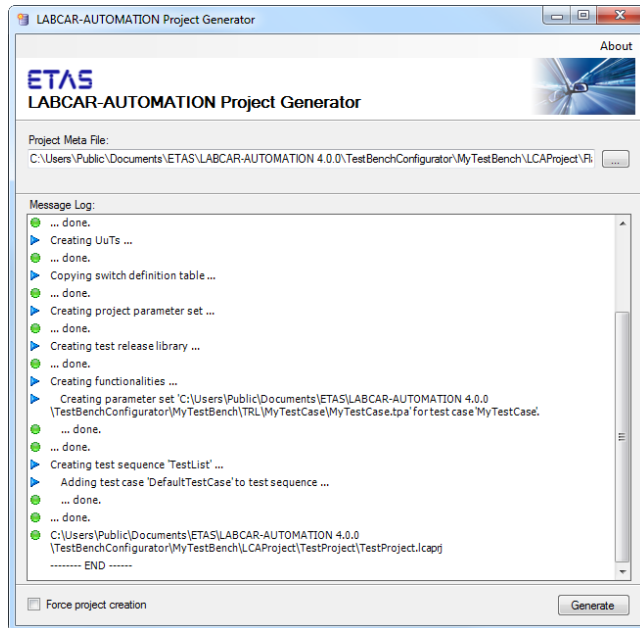 LABCAR-AUTOMATION Project Generator
About
ETAS
LABCAR-AUTOMATION Project Generator
Project Meta File:
C:\Users\Public\Documents\ETAS\LABCAR-AUTOMATION 4.0.0\TestBenchConfigurator\MyTestBench\LCAProject\
...
Message Log:
... done.
Creating UuTs ...
... done.
Copying switch definition table ...
... done.
Creating project parameter set ...
... done.
Creating test release library ...
... done.
Creating functionalities ...
Creating parameter set 'C:\Users\Public\Documents\ETAS\LABCAR-AUTOMATION 4.0.0
\TestBenchConfigurator\MyTestBench\TRL\MyTestCase\MyTestCase.tpa' for test case 'MyTestCase'.
... done.
... done.
Creating test sequence 'TestList' ...
Adding test case 'DefaultTestCase' to test sequence ...
... done.
... done.
C:\Users\Public\Documents\ETAS\LABCAR-AUTOMATION 4.0.0
\TestBenchConfigurator\MyTestBench\LCAProject\TestProject\TestProject.lcaprj
-------- END ------
Force project creation
Generate